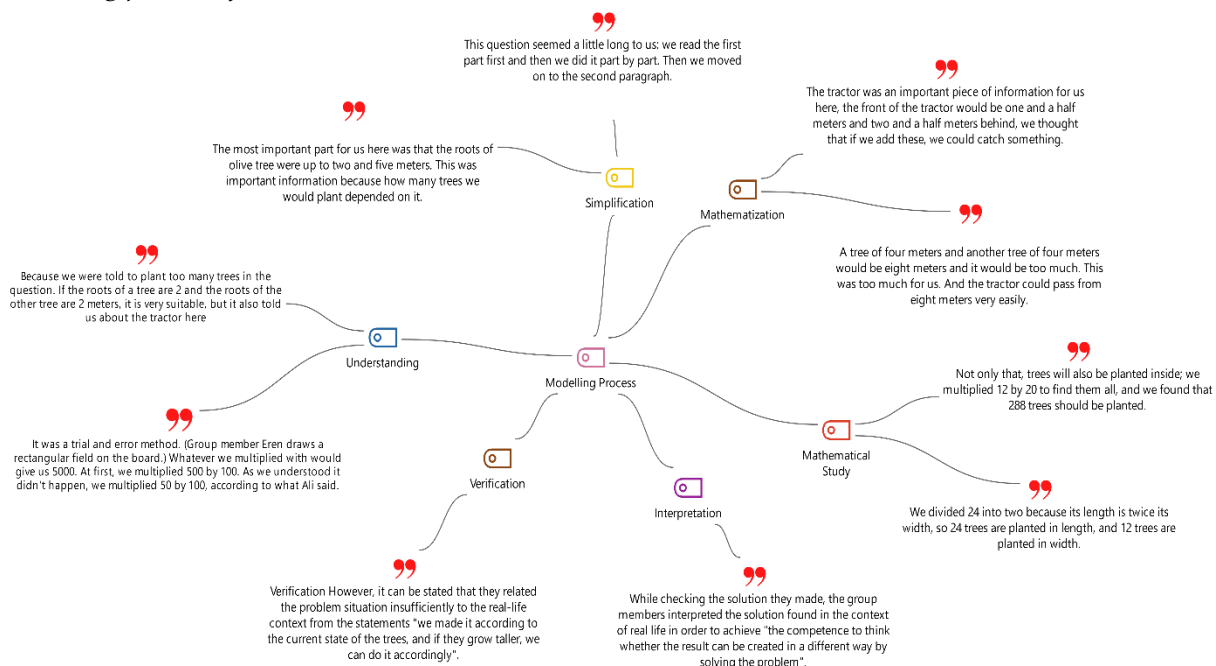 This question seemed a little long to us: we read the first
part first and then we did it part by part. Then we moved
on to the second paragraph.
The tractor was an important piece of information for us
here, the front of the tractor would be one and a half
meters and two and a half meters behind, we thought
that if we add these, we could catch something.
The most important part for us here was that the roots of
olive tree were up to two and five meters. This was
important information because how many trees we
would plant depended on it.
Simplification
Mathematization
A tree of four meters and another tree of four meters
would be eight meters and it would be too much. This
was too much for us. And the tractor could pass from
eight meters very easily.
Because we were told to plant too many trees in the
question. If the roots of a tree are 2 and the roots of the
other tree are 2 meters, it is very suitable, but it also told
us about the tractor here
Understanding
Modelling Process
Not only that, trees will also be planted inside; we
multiplied 12 by 20 to find them all, and we found that
288 trees should be planted.
It was a trial and error method. (Group member Eren draws a
rectangular field on the board.) Whatever we multiplied with would
give us 5000. At first, we multiplied 500 by 100. As we understood it
didn't happen, we multiplied 50 by 100, according to what Ali said.
Mathematical
Study
Verification
Interpretation
We divided 24 into two because its length is twice its
width, so 24 trees are planted in length, and 12 trees are
planted in width.
Verification However, it can be stated that they related
the problem situation insufficiently to the real-life
context from the statements "we made it according to
the current state of the trees, and if they grow taller, we
can do it accordingly".
While checking the solution they made, the group
members interpreted the solution found in the context
of real life in order to achieve "the competence to think
whether the result can be created in a different way by
solving the problem".